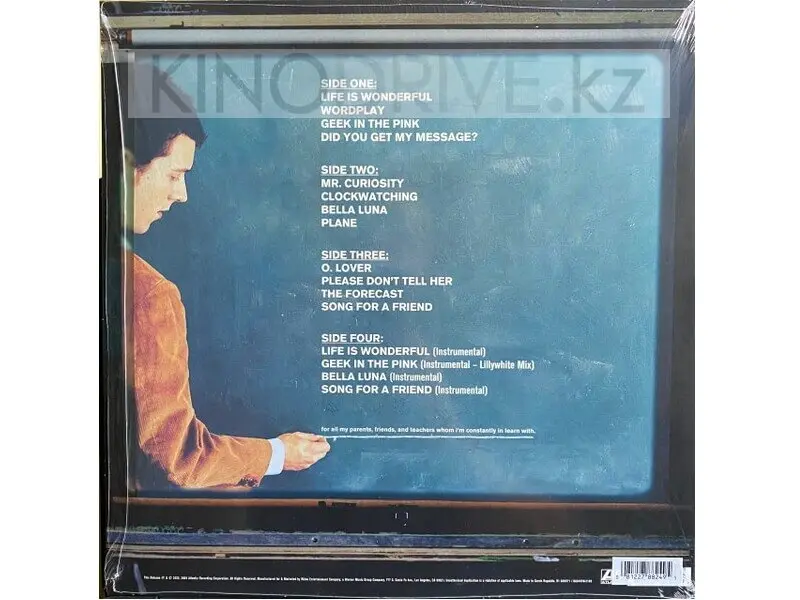 KINODRIVE.kz
SIDE ONE:
LIFE IS WONDERFUL
WORDPLAY
GEEK IN THE PINK
DID YOU GET MY MESSAGE?
SIDE TWO:
MR. CURIOSITY
CLOCKWATCHING
BELLA LUNA
PLANE
SIDE THREE:
O. LOVER
PLEASE DON'T TELL HER
THE FORECAST
SONG FOR A FRIEND
SIDE FOUR:
LIFE IS WONDERFUL (Instrumental)
GEEK IN THE PINK (Instrumental – Lillywhite Mix)
BELLA LUNA (Instrumental)
SONG FOR A FRIEND (Instrumental)
for all my parents, friends, and teachers whom i'm constantly in learn with.